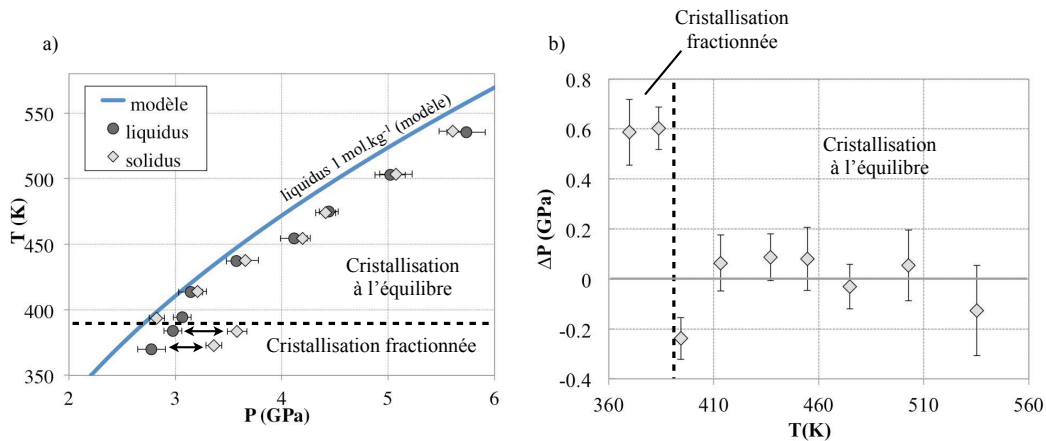 a)
modèle
liquidus
solidus
liquidus 1 mol.kg⁻¹ (modèle)
Cristallisation
à l'équilibre
Cristallisation fractionnée
T (K)
550
500
450
400
350
2
3
4
5
6
P (GPa)
b)
Cristallisation
fractionnée
Cristallisation
à l'équilibre
ΔP (GPa)
0.8
0.6
0.4
0.2
0
-0.2
-0.4
360
410
460
510
560
T(K)